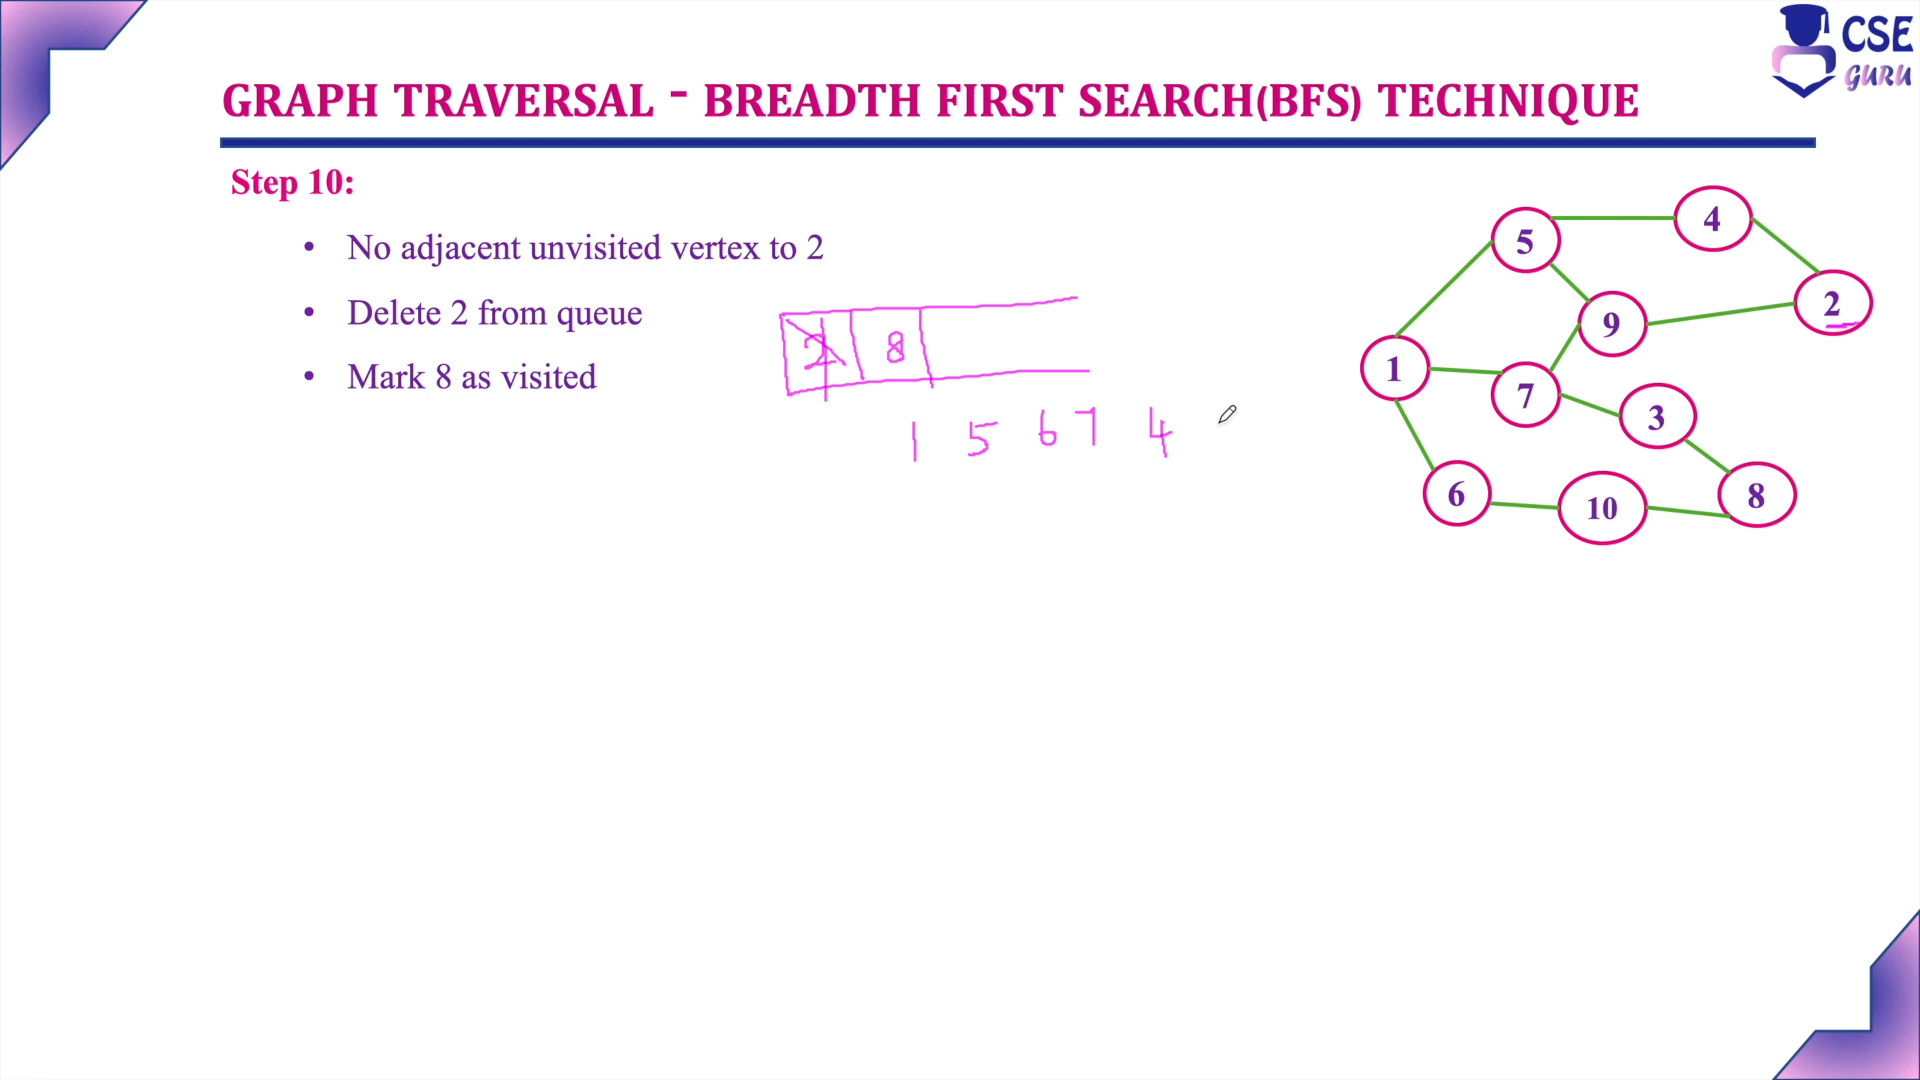 CSE
GURU
GRAPH TRAVERSAL - BREADTH FIRST SEARCH(BFS) TECHNIQUE
Step 10:
• No adjacent unvisited vertex to 2
• Delete 2 from queue
• Mark 8 as visited
2 8
1 5 6 7 4
4
5
2
9
1
7
3
6
10
8